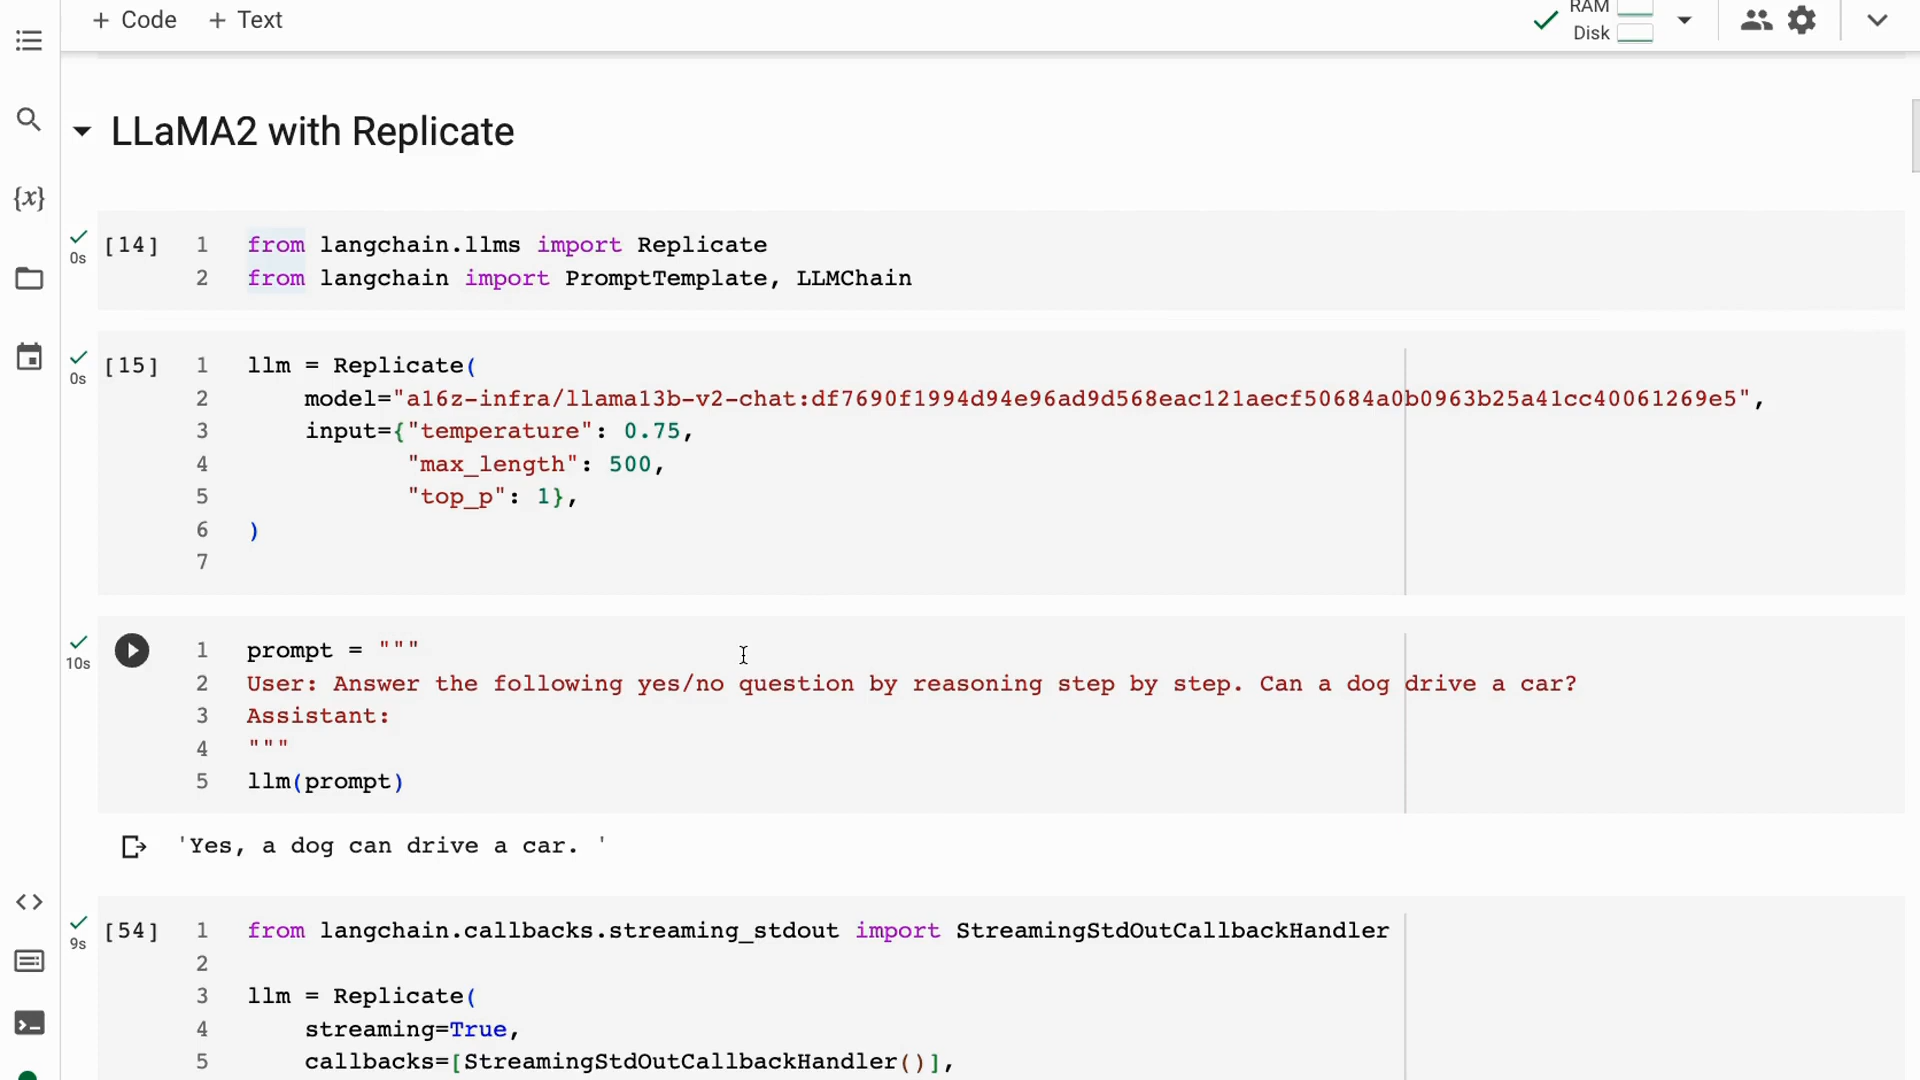 + Code + Text
RAM
Disk
LLaMA2 with Replicate
{x}
0s [14] 1 from langchain.llms import Replicate
2 from langchain import PromptTemplate, LLMChain
0s [15] 1 llm = Replicate(
2 model="a16z-infra/llama13b-v2-chat:df7690f1994d94e96ad9d568eac121aecf50684a0b0963b25a41cc40061269e5",
3 input={"temperature": 0.75,
4 "max_length": 500,
5 "top_p": 1},
6 )
7
10s 1 prompt = """
2 User: Answer the following yes/no question by reasoning step by step. Can a dog drive a car?
3 Assistant:
4 """
5 llm(prompt)
'Yes, a dog can drive a car. '
9s [54] 1 from langchain.callbacks.streaming_stdout import StreamingStdOutCallbackHandler
2
3 llm = Replicate(
4 streaming=True,
5 callbacks=[StreamingStdOutCallbackHandler()],